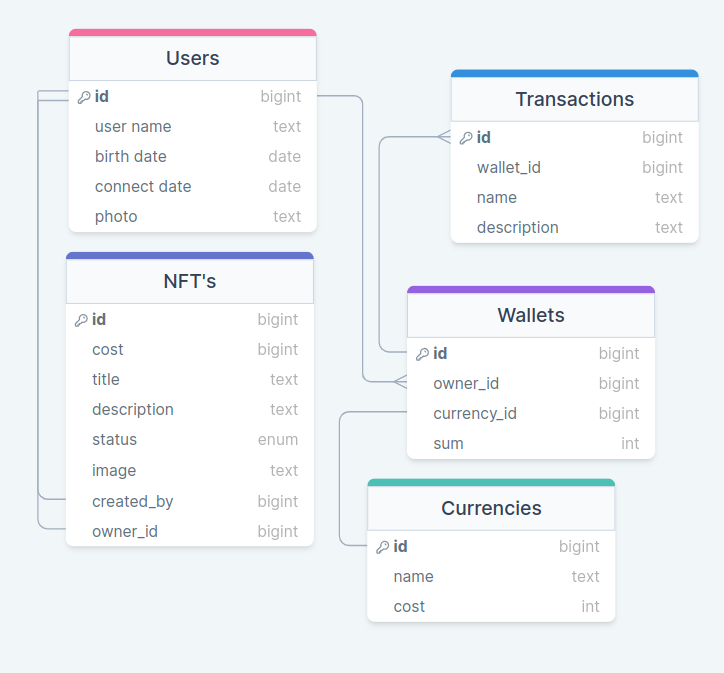 Users
id bigint
user name text
birth date date
connect date date
photo text
Transactions
id bigint
wallet_id bigint
name text
description text
NFT's
id bigint
cost bigint
title text
description text
status enum
image text
created_by bigint
owner_id bigint
Wallets
id bigint
owner_id bigint
currency_id bigint
sum int
Currencies
id bigint
name text
cost int